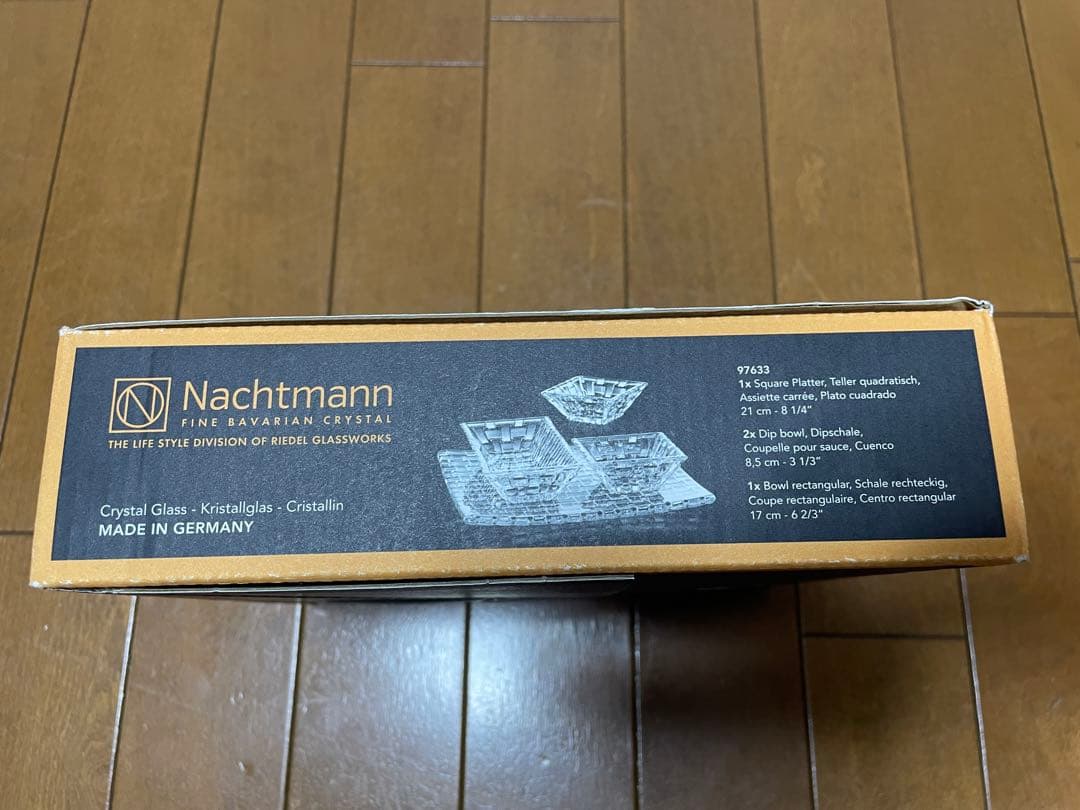 Nachtmann
FINE BAVARIAN CRYSTAL
THE LIFE STYLE DIVISION OF RIEDEL GLASSWORKS
Crystal Glass - Kristallglas - Cristallin
MADE IN GERMANY
97633
1x Square Platter, Teller quadratisch,
Assiette carrée, Plato cuadrado
21 cm - 8 1/4"
2x Dip bowl, Dipschale,
Coupelle pour sauce, Cuenco
8,5 cm - 3 1/3"
1x Bowl rectangular, Schale rechteckig,
Coupe rectangulaire, Centro rectangular
17 cm - 6 2/3"